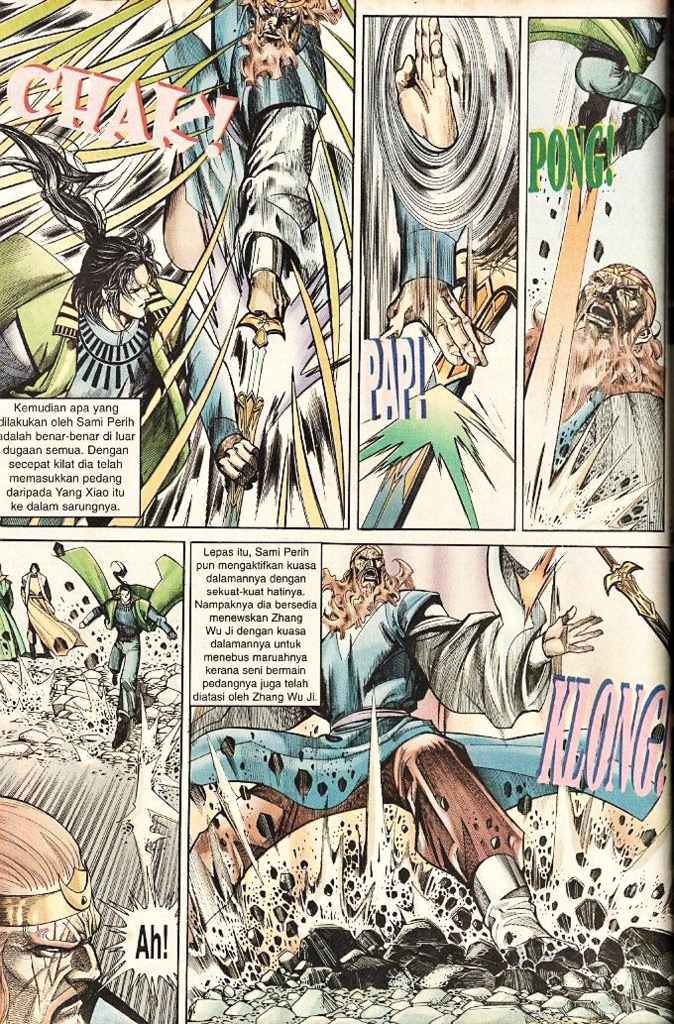 CHAK!
Kemudian apa yang
dilakukan oleh Sami Perih
adalah benar-benar di luar
dugaan semua. Dengan
secepat kilat dia telah
memasukkan pedang
daripada Yang Xiao itu
ke dalam sarungnya.
PAP!
PONG!
Ah!
Lepas itu, Sami Perih
pun mengaktifkan kuasa
dalamannya dengan
sekuat-kuat hatinya.
Nampaknya dia bersedia
menewskan Zhang
Wu Ji dengan kuasa
dalamannya untuk
menebus maruahnya
kerana seni bermain
pedangnya juga telah
diatasi oleh Zhang Wu Ji.
KLONG!